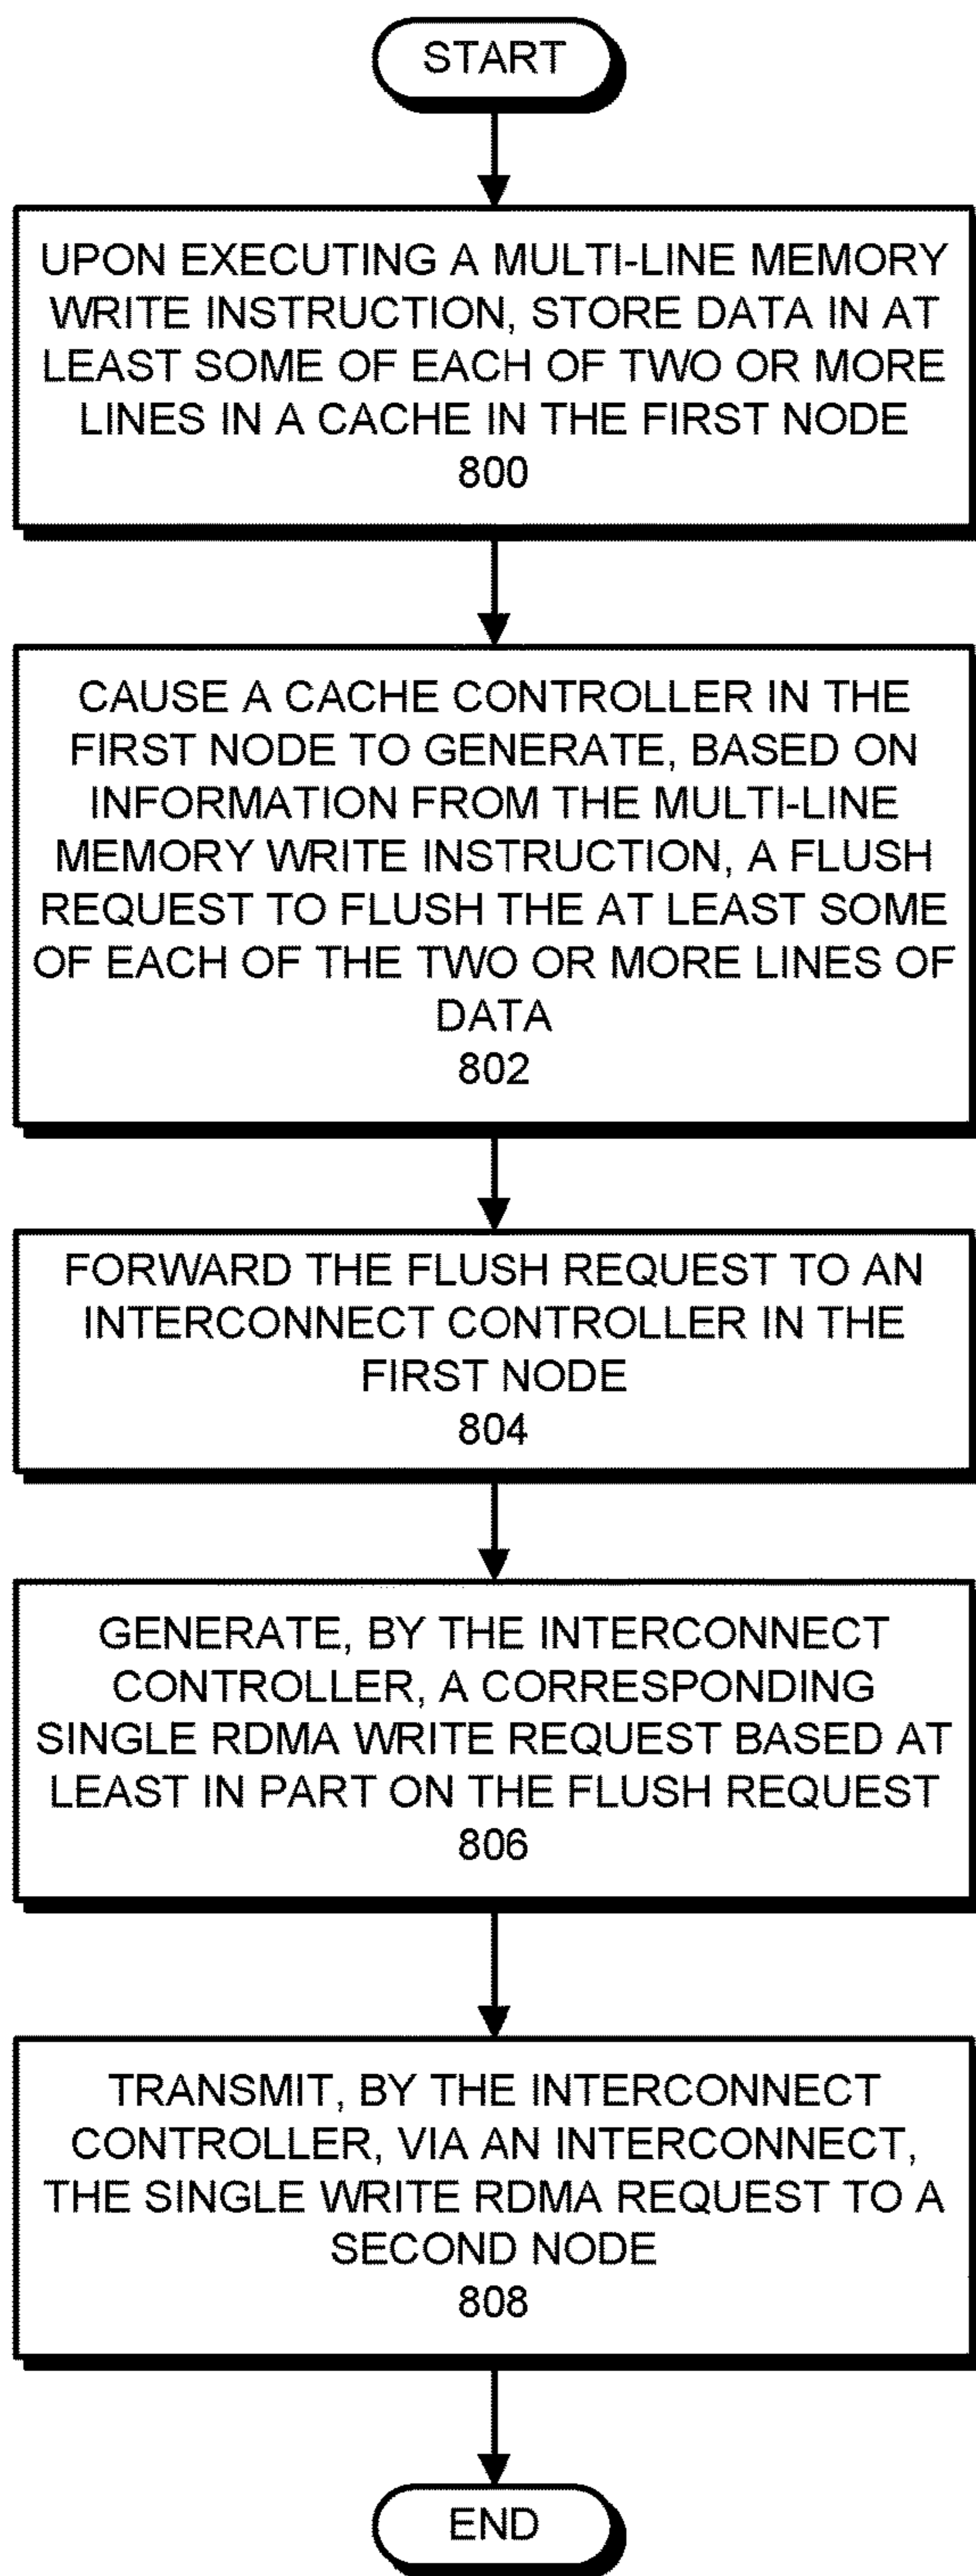 START
UPON EXECUTING A MULTI-LINE MEMORY
WRITE INSTRUCTION, STORE DATA IN AT
LEAST SOME OF EACH OF TWO OR MORE
LINES IN A CACHE IN THE FIRST NODE
800
CAUSE A CACHE CONTROLLER IN THE
FIRST NODE TO GENERATE, BASED ON
INFORMATION FROM THE MULTI-LINE
MEMORY WRITE INSTRUCTION, A FLUSH
REQUEST TO FLUSH THE AT LEAST SOME
OF EACH OF THE TWO OR MORE LINES OF
DATA
802
FORWARD THE FLUSH REQUEST TO AN
INTERCONNECT CONTROLLER IN THE
FIRST NODE
804
GENERATE, BY THE INTERCONNECT
CONTROLLER, A CORRESPONDING
SINGLE RDMA WRITE REQUEST BASED AT
LEAST IN PART ON THE FLUSH REQUEST
806
TRANSMIT, BY THE INTERCONNECT
CONTROLLER, VIA AN INTERCONNECT,
THE SINGLE WRITE RDMA REQUEST TO A
SECOND NODE
808
END